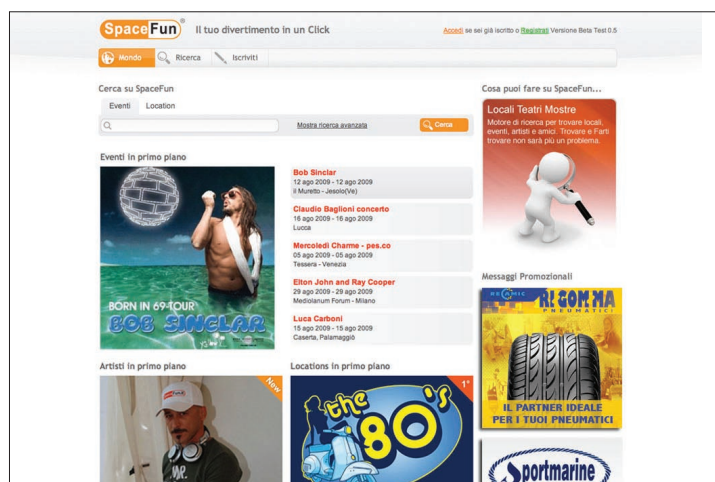 SpaceFun
Il tuo divertimento in un Click
Accedi se sei già iscritto o Registrati Versione Beta Test 0.5
Mondo
Ricerca
Iscriviti
Cerca su SpaceFun
Eventi
Location
Mostra ricerca avanzata
Cerca
Eventi in primo piano
BORN IN 69 TOUR
BOB SINCLAR
Bob Sinclar
12 ago 2009 - 12 ago 2009
il Muretto - Jesolo(Ve)
Claudio Baglioni concerto
16 ago 2009 - 16 ago 2009
Lucca
Mercoledì Charme - pes.co
05 ago 2009 - 05 ago 2009
Tessera - Venezia
Elton John and Ray Cooper
29 ago 2009 - 29 ago 2009
Mediolanum Forum - Milano
Luca Carboni
15 ago 2009 - 15 ago 2009
Caserta, Palamaggiò
Artisti in primo piano
New
Locations in primo piano
the 80's
1°
Cosa puoi fare su SpaceFun...
Locali Teatri Mostre
Motore di ricerca per trovare locali,
eventi, artisti e amici. Trovare e Farti
trovare non sarà più un problema.
Messaggi Promozionali
RIGOMMA
PNEUMATICI
IL PARTNER IDEALE
PER I TUOI PNEUMATICI
Sportmarine